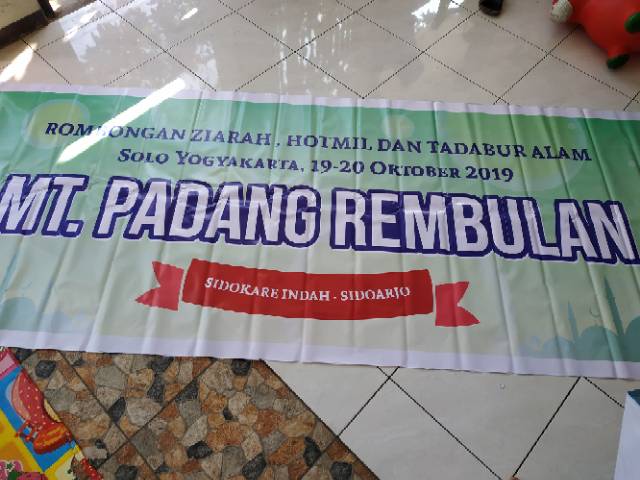 ROMBONGAN ZIARAH , HOTMIL DAN TADABUR ALAM
SOLO YOGYAKARTA, 19-20 OKTOBER 2019
MT. PADANG REMBULAN
SIDOKARE INDAH - SIDOARJO